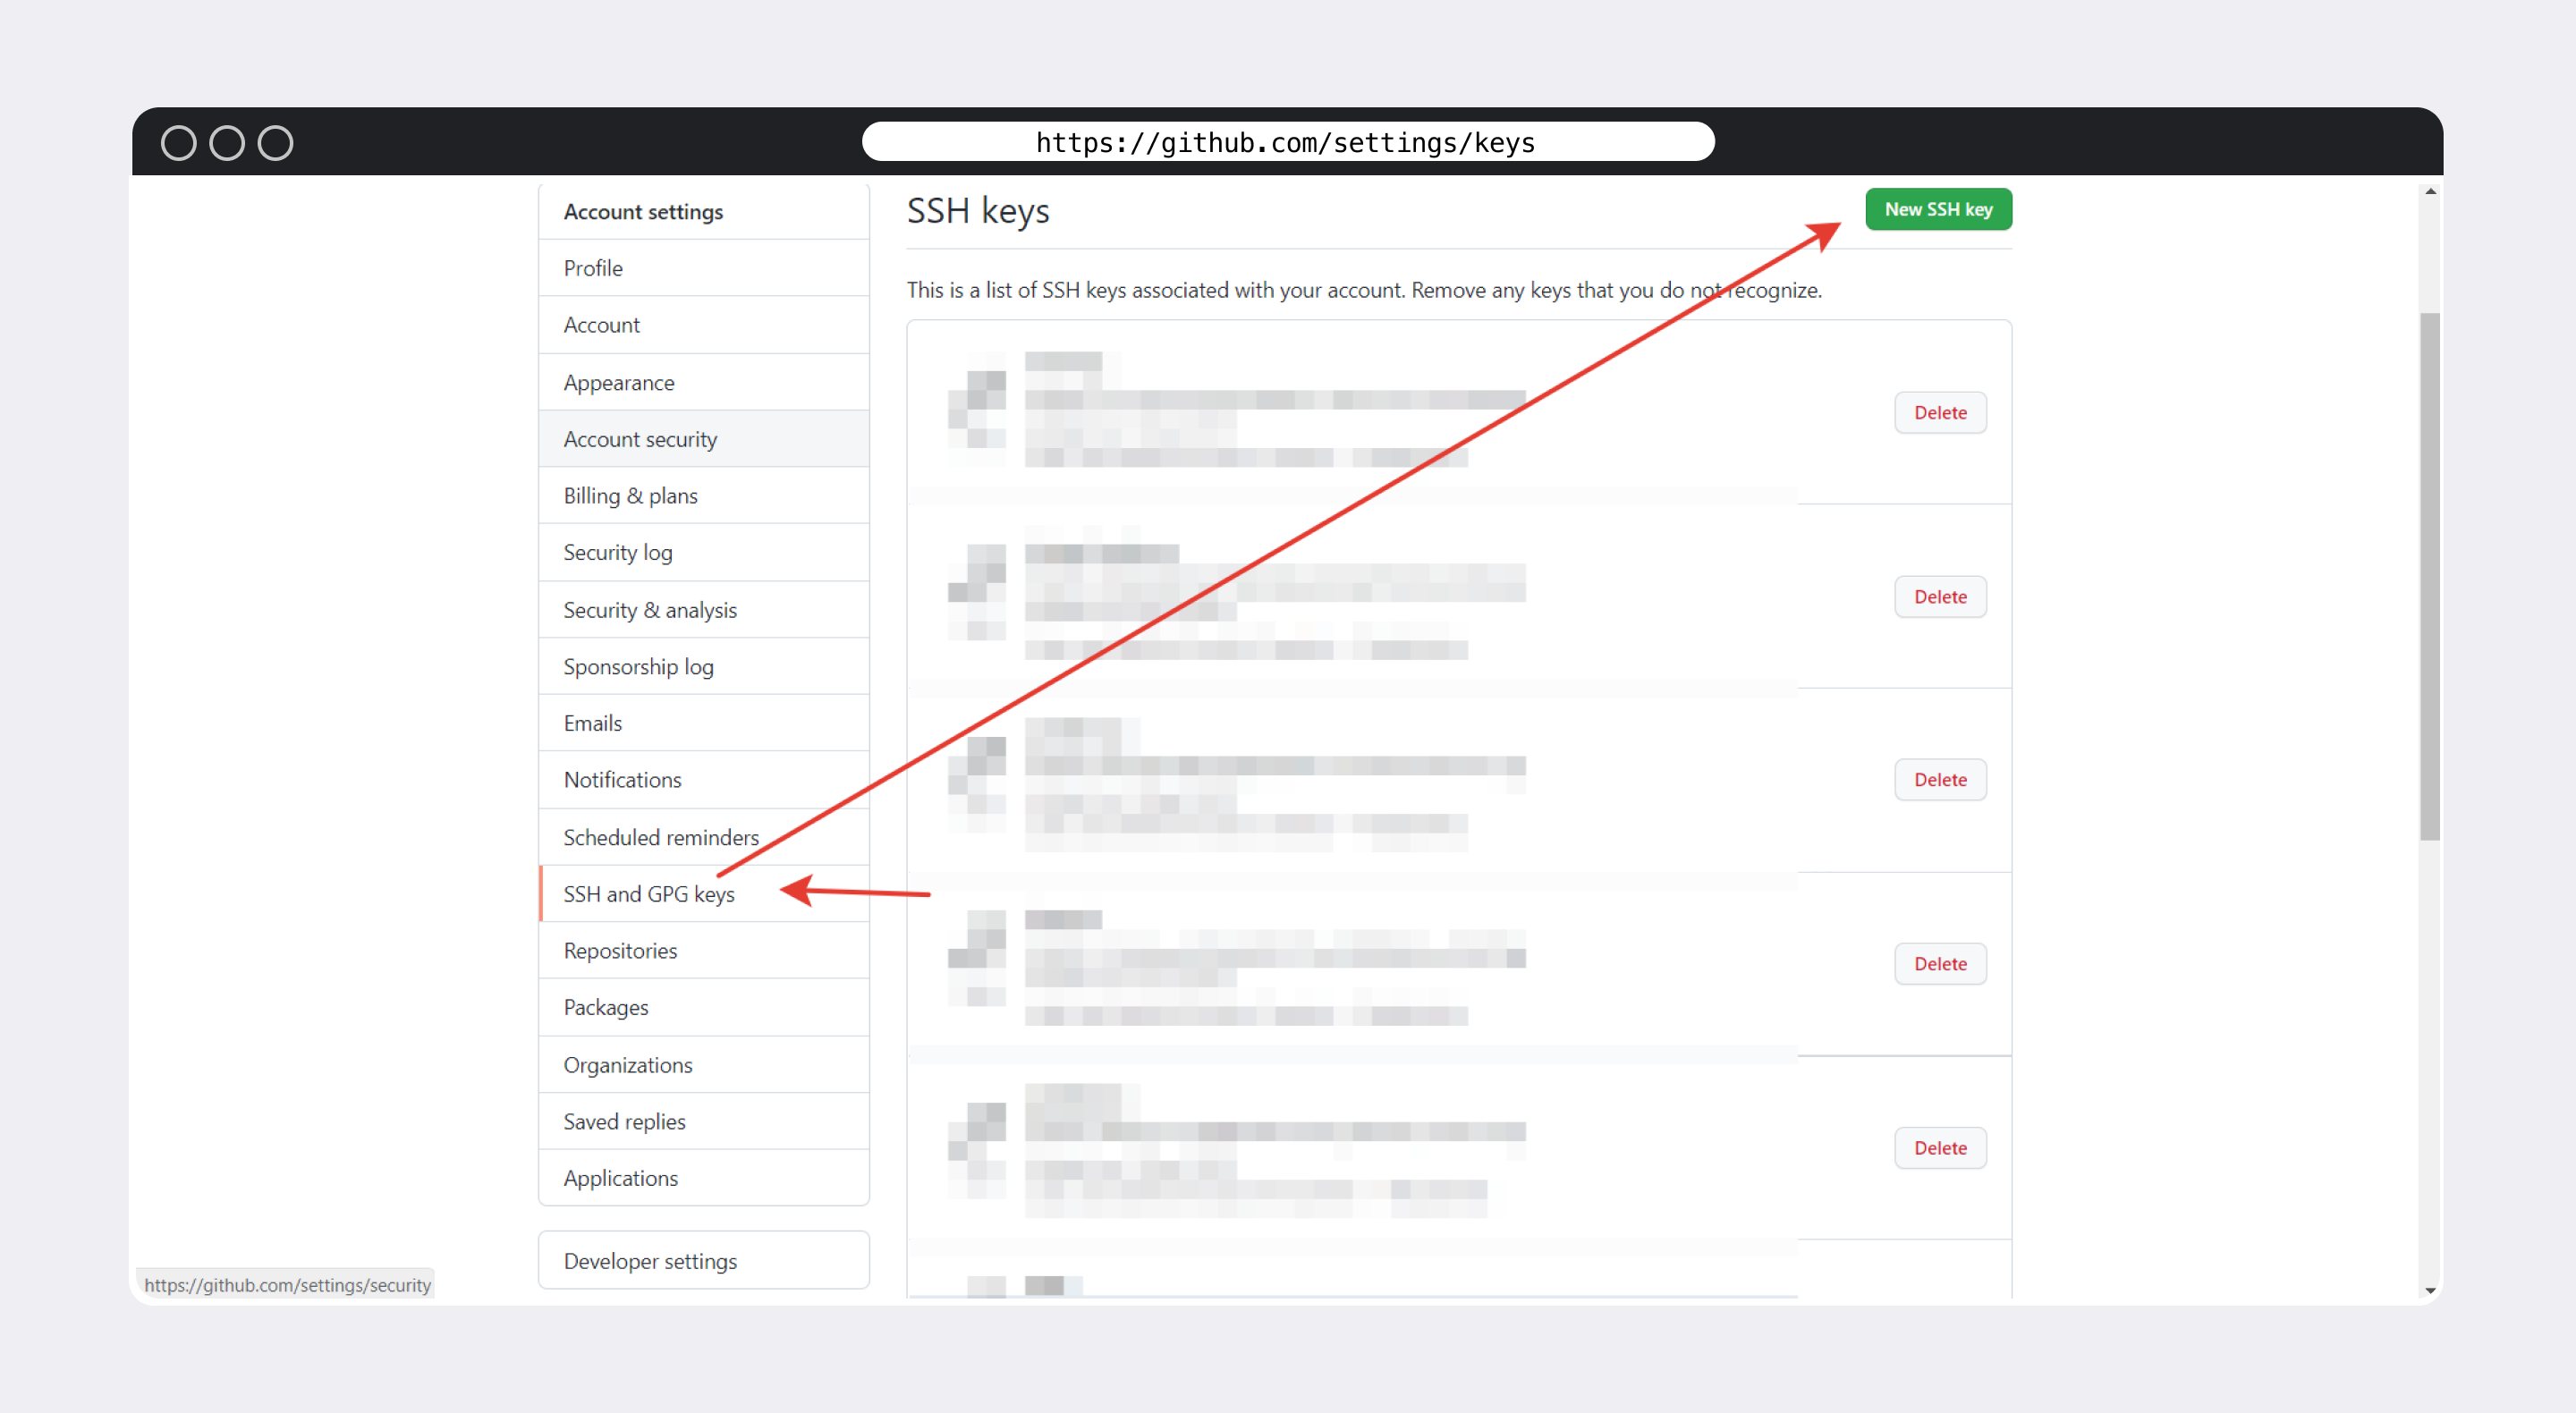 https://github.com/settings/keys
Account settings
Profile
Account
Appearance
Account security
Billing & plans
Security log
Security & analysis
Sponsorship log
Emails
Notifications
Scheduled reminders
SSH and GPG keys
Repositories
Packages
Organizations
Saved replies
Applications
Developer settings
SSH keys
New SSH key
This is a list of SSH keys associated with your account. Remove any keys that you do not recognize.
Delete
Delete
Delete
Delete
Delete
https://github.com/settings/security